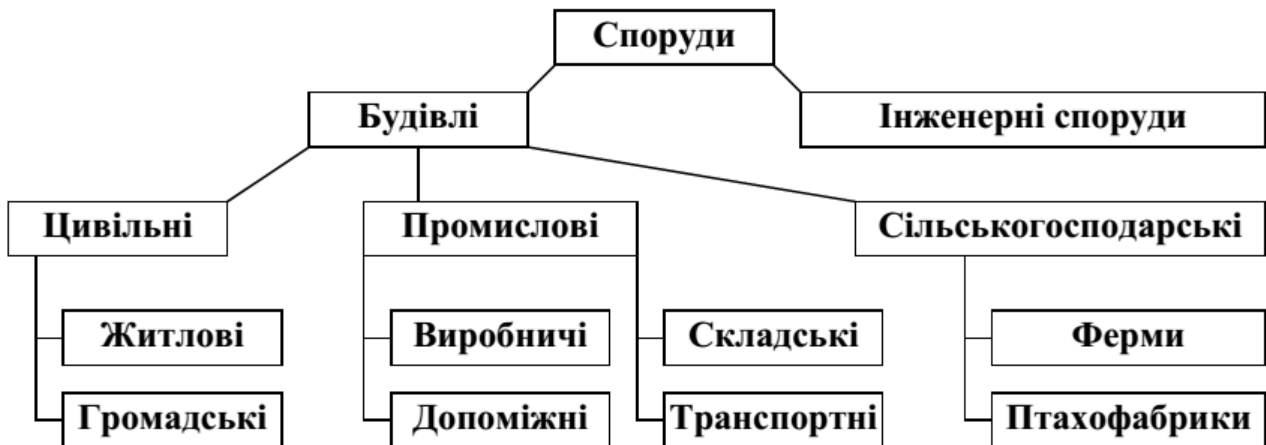 Споруди
Будівлі
Інженерні споруди
Цивільні
Промислові
Сільськогосподарські
Житлові
Виробничі
Складські
Ферми
Громадські
Допоміжні
Транспортні
Птахофабрики